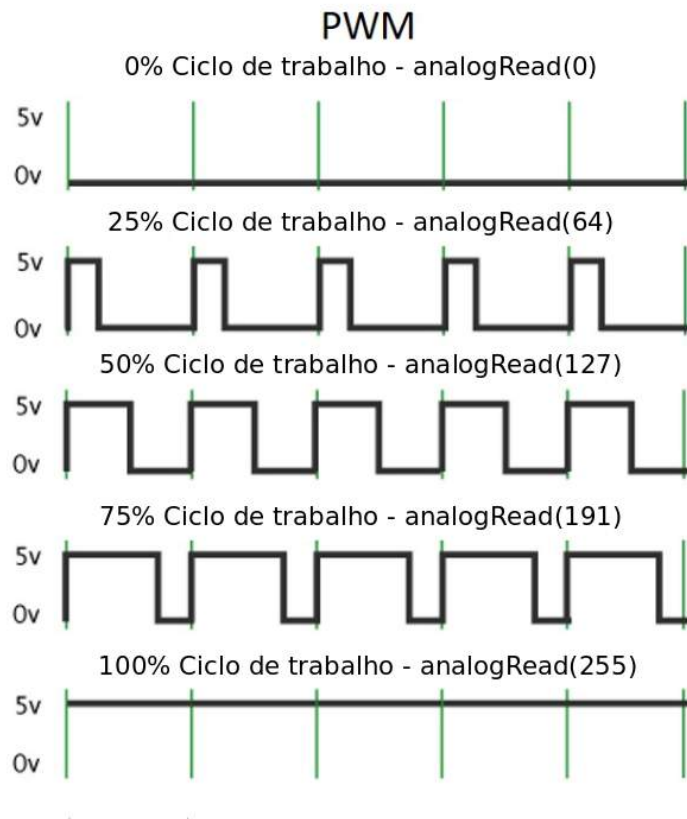 PWM
0% Ciclo de trabalho - analogRead(0)
5v
0v
25% Ciclo de trabalho - analogRead(64)
5v
0v
50% Ciclo de trabalho - analogRead(127)
5v
0v
75% Ciclo de trabalho - analogRead(191)
5v
0v
100% Ciclo de trabalho - analogRead(255)
5v
0v